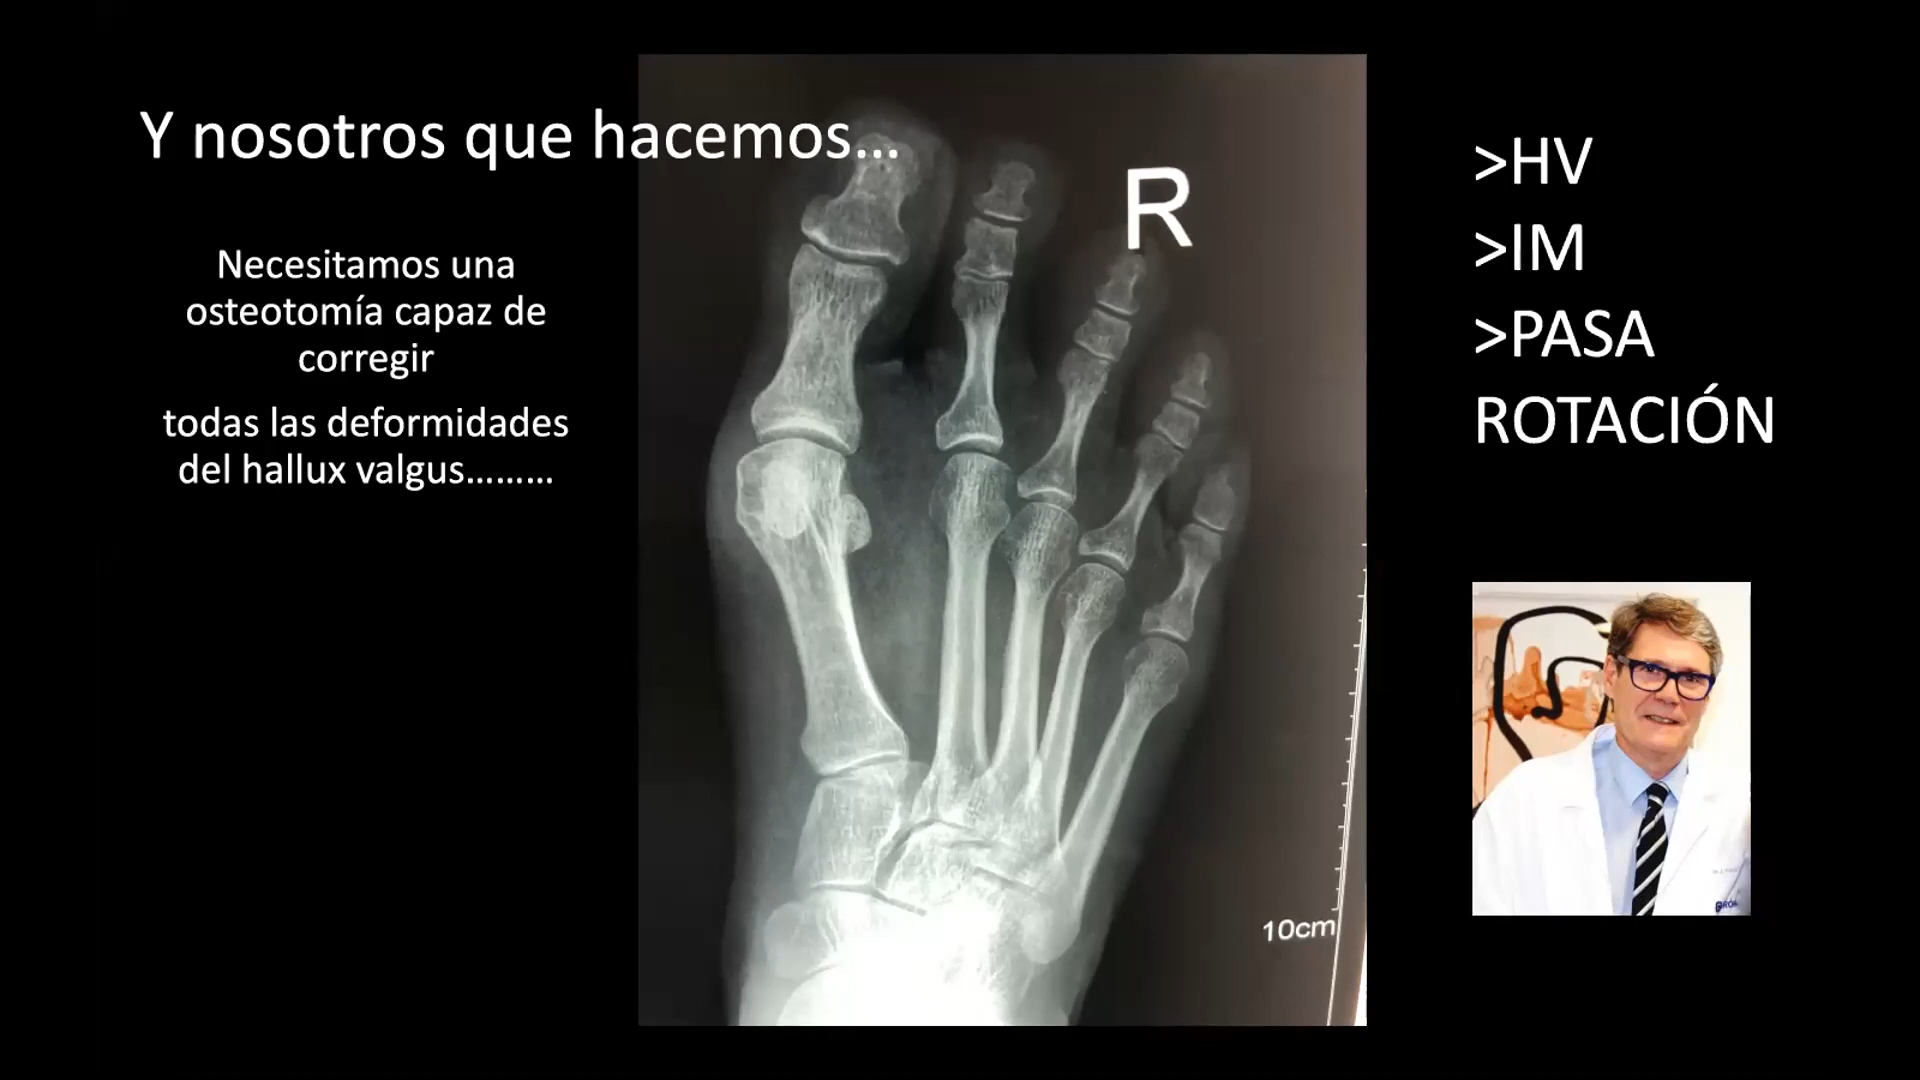 Y nosotros que hacemos...
Necesitamos una
osteotomía capaz de
corregir
todas las deformidades
del hallux valgus.........
R
10cm
>HV
>IM
>PASA
ROTACIÓN